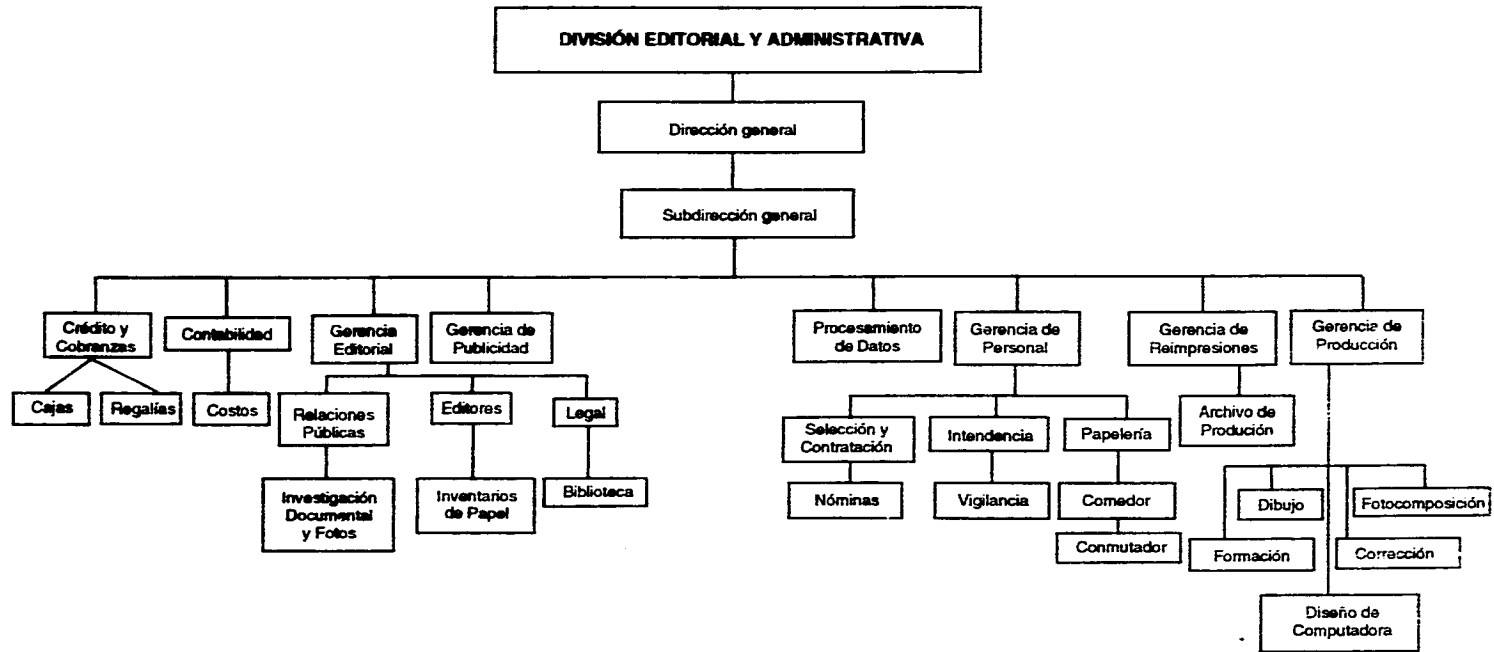 DIVISIÓN EDITORIAL Y ADMINISTRATIVA
Dirección general
Subdirección general
Crédito y
Cobranzas
Contabilidad
Gerencia
Editorial
Gerencia de
Publicidad
Procesamiento
de Datos
Gerencia de
Personal
Gerencia de
Reimpresiones
Gerencia de
Producción
Cajas
Regalías
Costos
Relaciones
Públicas
Editores
Legal
Selección y
Contratación
Intendencia
Papelería
Archivo de
Produción
Investigación
Documental
y Fotos
Inventarios
de Papel
Biblioteca
Nóminas
Vigilancia
Comedor
Dibujo
Fotocomposición
Conmutador
Formación
Corrección
Diseño de
Computadora